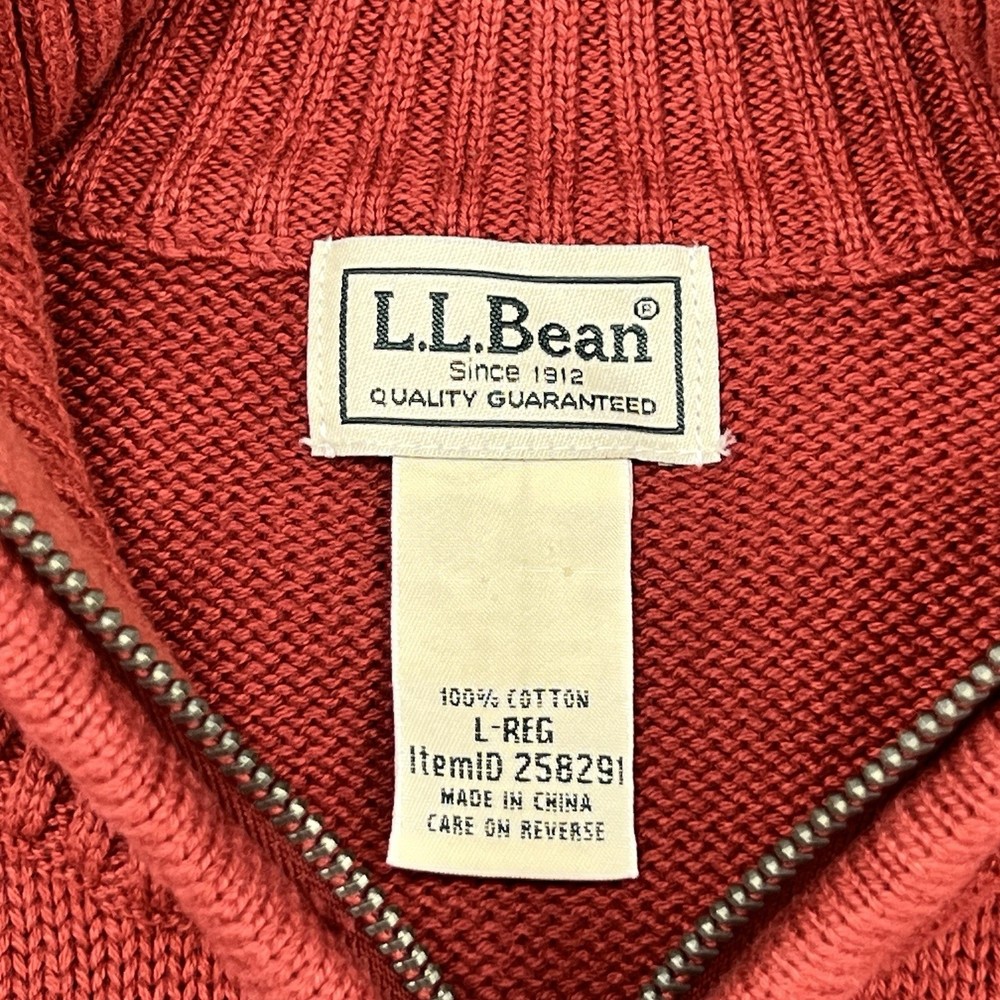 L.L.Bean®
Since 1912
QUALITY GUARANTEED
100% COTTON
L-REG
ItemID 258291
MADE IN CHINA
CARE ON REVERSE